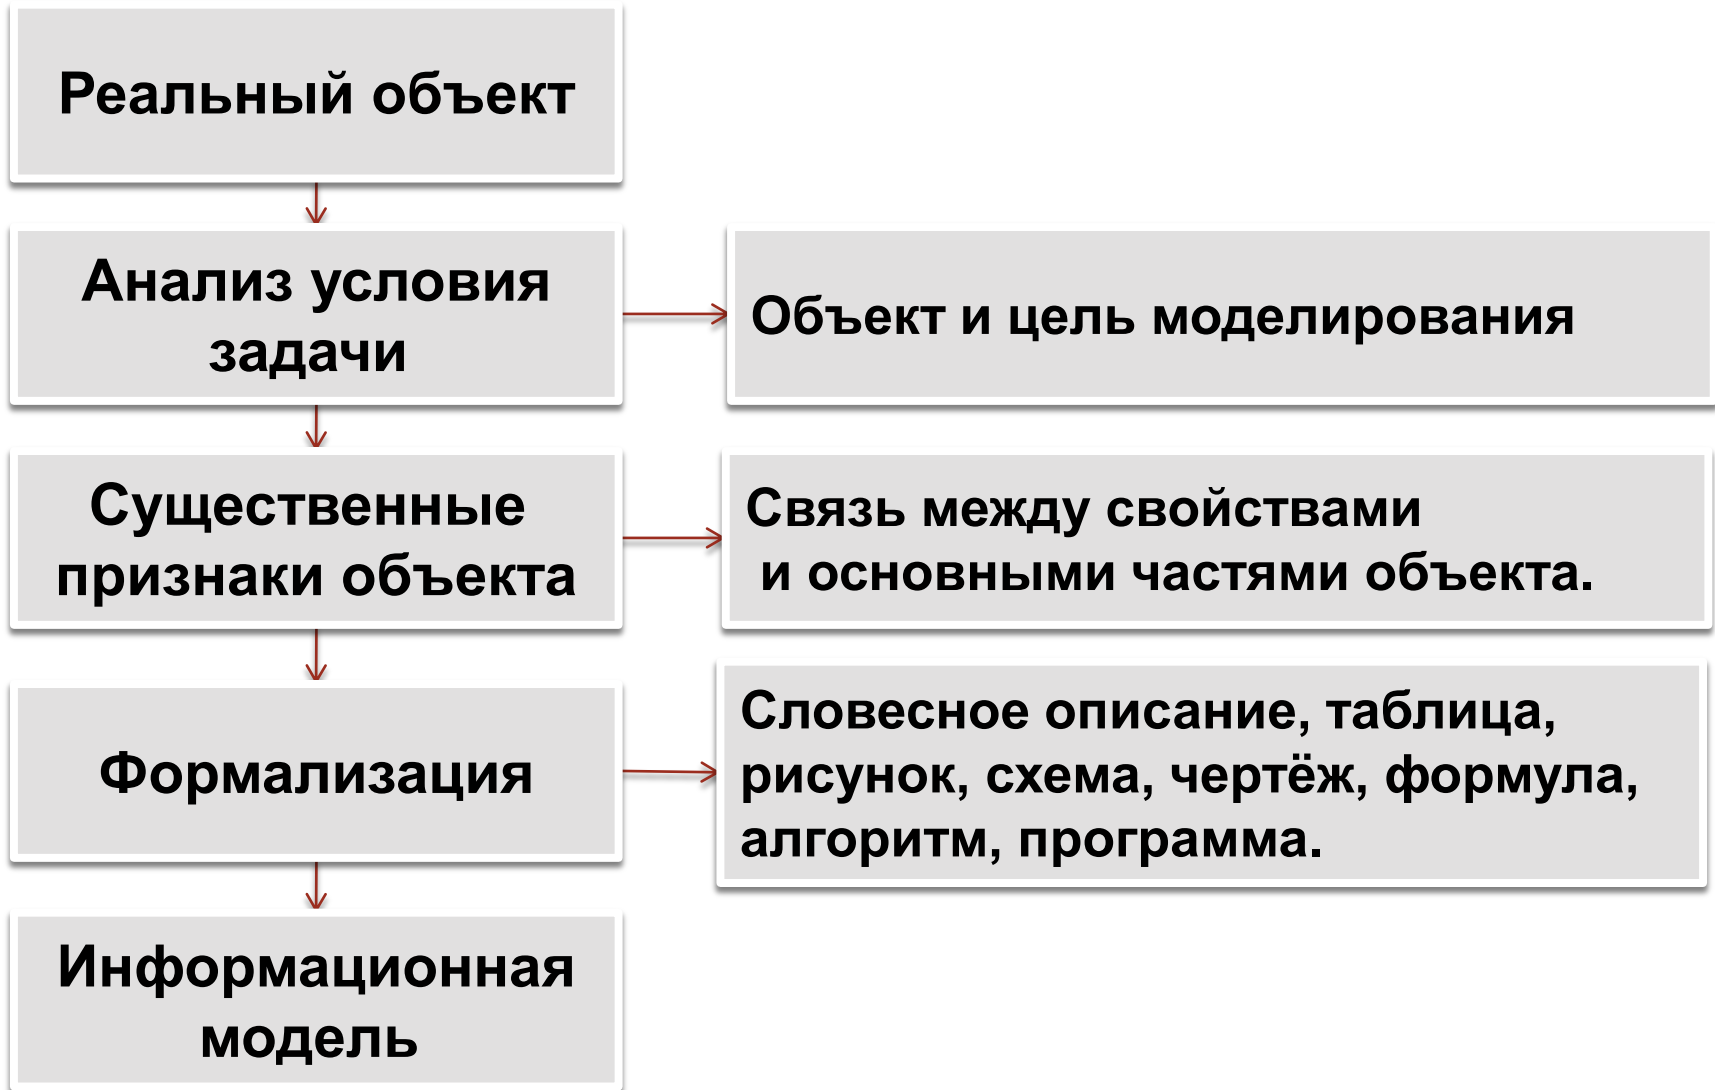 Реальный объект
Анализ условия
задачи
Объект и цель моделирования
Существенные
признаки объекта
Связь между свойствами
и основными частями объекта.
Формализация
Словесное описание, таблица,
рисунок, схема, чертёж, формула,
алгоритм, программа.
Информационная
модель